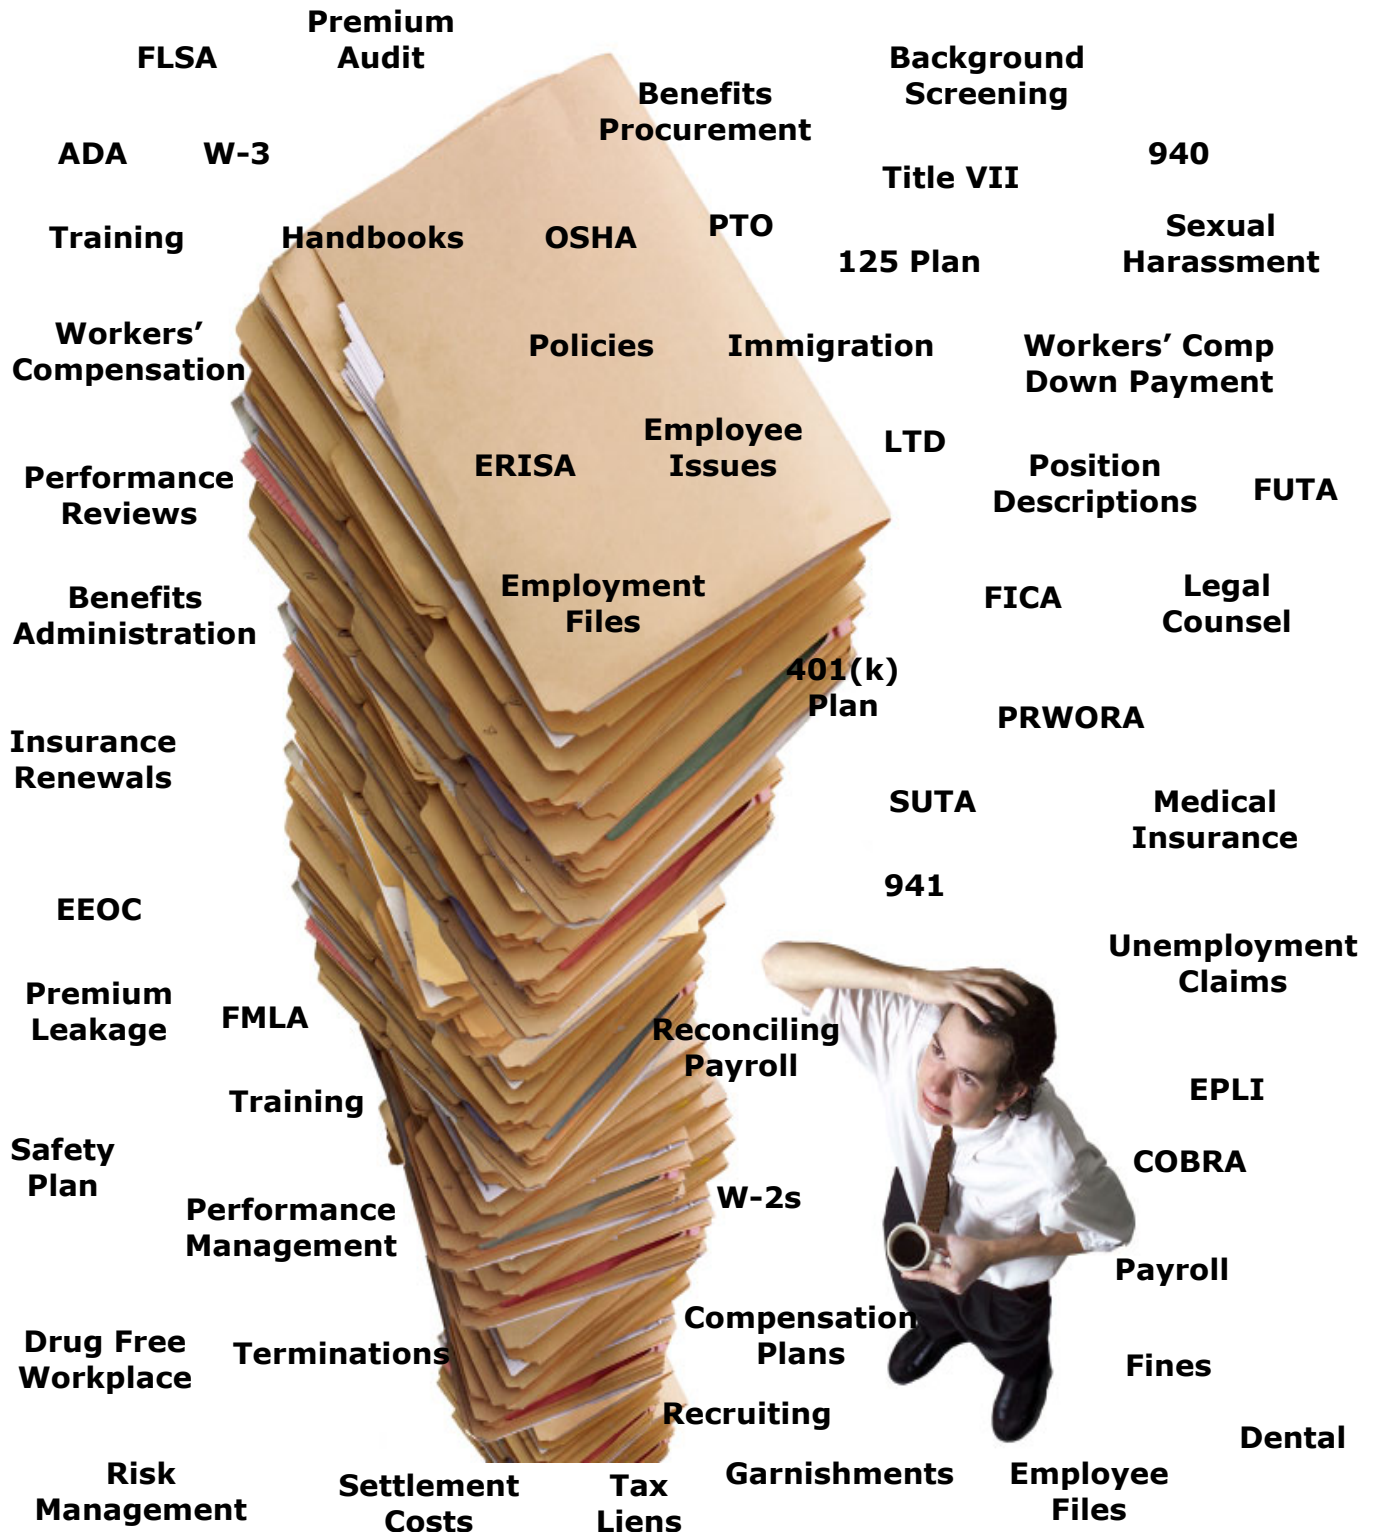 Premium
Audit
FLSA
Background
Screening
Benefits
Procurement
ADA
W-3
940
Title VII
Training
Handbooks
OSHA
PTO
125 Plan
Sexual
Harassment
Workers’
Compensation
Policies
Immigration
Workers’ Comp
Down Payment
Employee
Issues
LTD
ERISA
Position
Descriptions
FUTA
Performance
Reviews
Employment
Files
Benefits
Administration
FICA
Legal
Counsel
401(k)
Plan
PRWORA
Insurance
Renewals
SUTA
Medical
Insurance
941
EEOC
Unemployment
Claims
Premium
Leakage
FMLA
Reconciling
Payroll
EPLI
Training
Safety
Plan
COBRA
W-2s
Performance
Management
Payroll
Compensation
Plans
Drug Free
Workplace
Terminations
Fines
Recruiting
Dental
Risk
Management
Settlement
Costs
Tax
Liens
Garnishments
Employee
Files